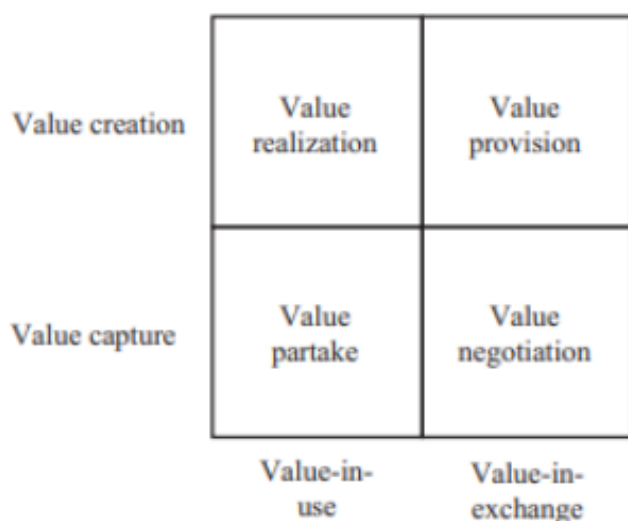 Value creation
Value
realization
Value
provision
Value capture
Value
partake
Value
negotiation
Value-in-
use
Value-in-
exchange